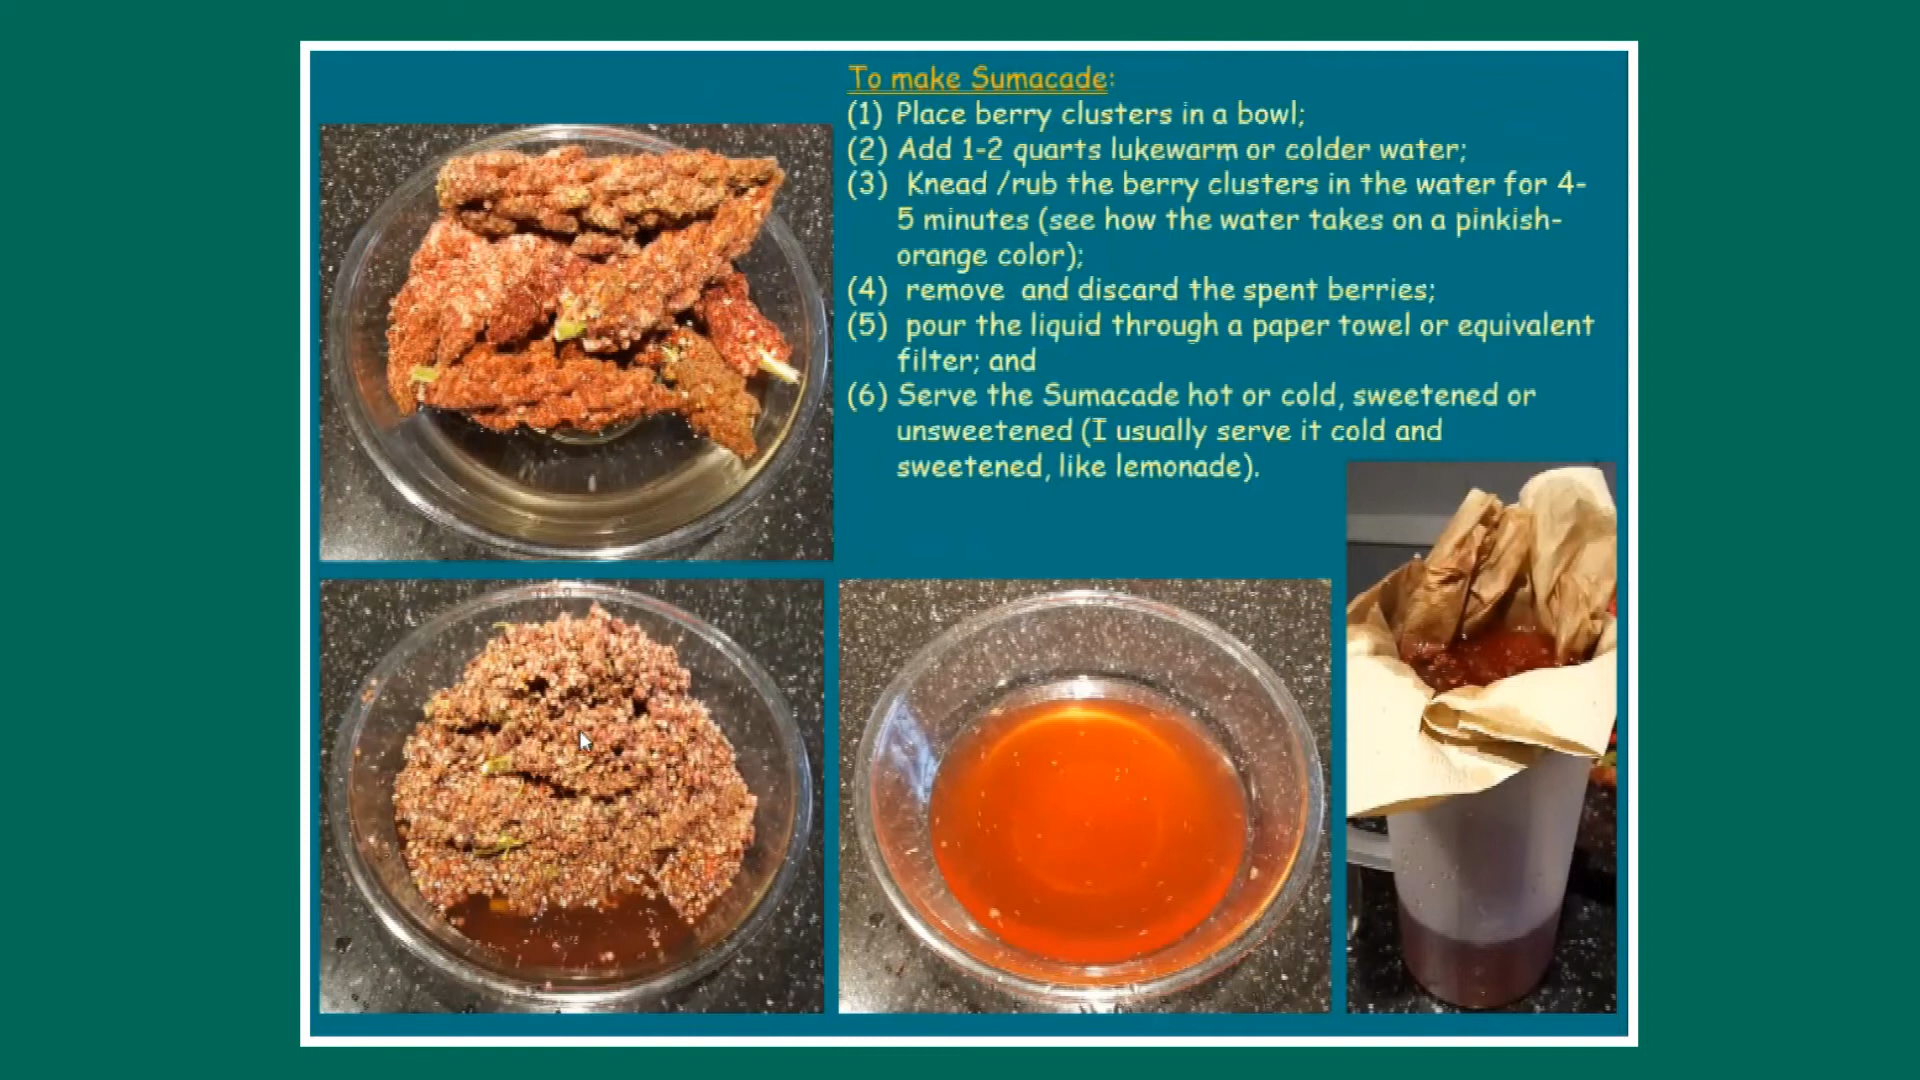 To make Sumacade:
(1) Place berry clusters in a bowl;
(2) Add 1-2 quarts lukewarm or colder water;
(3) Knead /rub the berry clusters in the water for 4-
5 minutes (see how the water takes on a pinkish-
orange color);
(4) remove and discard the spent berries;
(5) pour the liquid through a paper towel or equivalent
filter; and
(6) Serve the Sumacade hot or cold, sweetened or
unsweetened (I usually serve it cold and
sweetened, like lemonade).